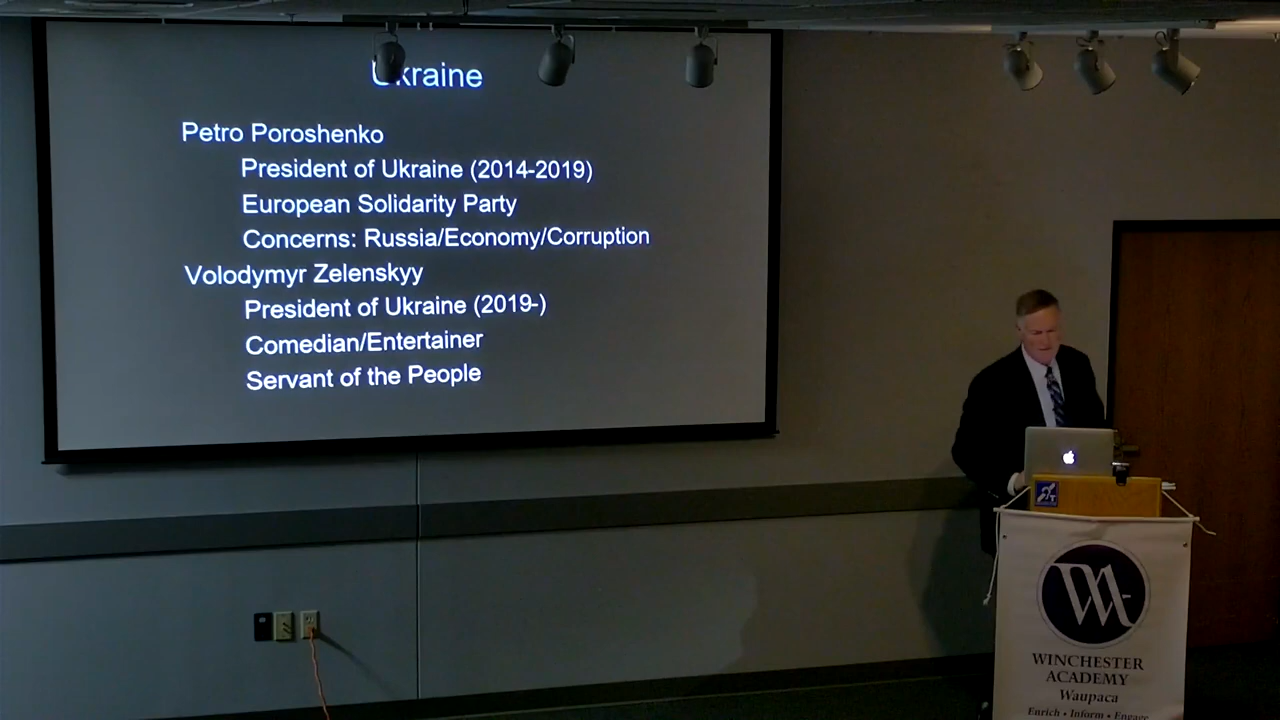 Ukraine
Petro Poroshenko
President of Ukraine (2014-2019)
European Solidarity Party
Concerns: Russia/Economy/Corruption
Volodymyr Zelenskyy
President of Ukraine (2019-)
Comedian/Entertainer
Servant of the People
WA
WINCHESTER
ACADEMY
Waupaca
Enrich • Inform • Engage